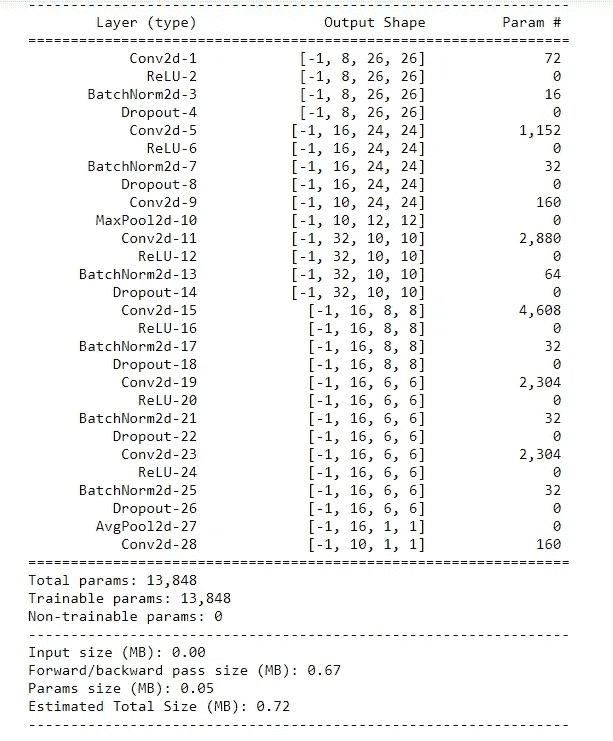 ----------------------------------------------------------------
        Layer (type)               Output Shape         Param #
================================================================
            Conv2d-1            [-1, 8, 26, 26]              72
              ReLU-2            [-1, 8, 26, 26]               0
       BatchNorm2d-3            [-1, 8, 26, 26]              16
           Dropout-4            [-1, 8, 26, 26]               0
            Conv2d-5           [-1, 16, 24, 24]           1,152
              ReLU-6           [-1, 16, 24, 24]               0
       BatchNorm2d-7           [-1, 16, 24, 24]              32
           Dropout-8           [-1, 16, 24, 24]               0
            Conv2d-9           [-1, 10, 24, 24]             160
        MaxPool2d-10           [-1, 10, 12, 12]               0
           Conv2d-11           [-1, 32, 10, 10]           2,880
             ReLU-12           [-1, 32, 10, 10]               0
      BatchNorm2d-13           [-1, 32, 10, 10]              64
          Dropout-14           [-1, 32, 10, 10]               0
           Conv2d-15             [-1, 16, 8, 8]           4,608
             ReLU-16             [-1, 16, 8, 8]               0
      BatchNorm2d-17             [-1, 16, 8, 8]              32
          Dropout-18             [-1, 16, 8, 8]               0
           Conv2d-19             [-1, 16, 6, 6]           2,304
             ReLU-20             [-1, 16, 6, 6]               0
      BatchNorm2d-21             [-1, 16, 6, 6]              32
          Dropout-22             [-1, 16, 6, 6]               0
           Conv2d-23             [-1, 16, 6, 6]           2,304
             ReLU-24             [-1, 16, 6, 6]               0
      BatchNorm2d-25             [-1, 16, 6, 6]              32
          Dropout-26             [-1, 16, 6, 6]               0
        AvgPool2d-27             [-1, 16, 1, 1]               0
           Conv2d-28             [-1, 10, 1, 1]             160
================================================================
Total params: 13,848
Trainable params: 13,848
Non-trainable params: 0
----------------------------------------------------------------
Input size (MB): 0.00
Forward/backward pass size (MB): 0.67
Params size (MB): 0.05
Estimated Total Size (MB): 0.72
----------------------------------------------------------------